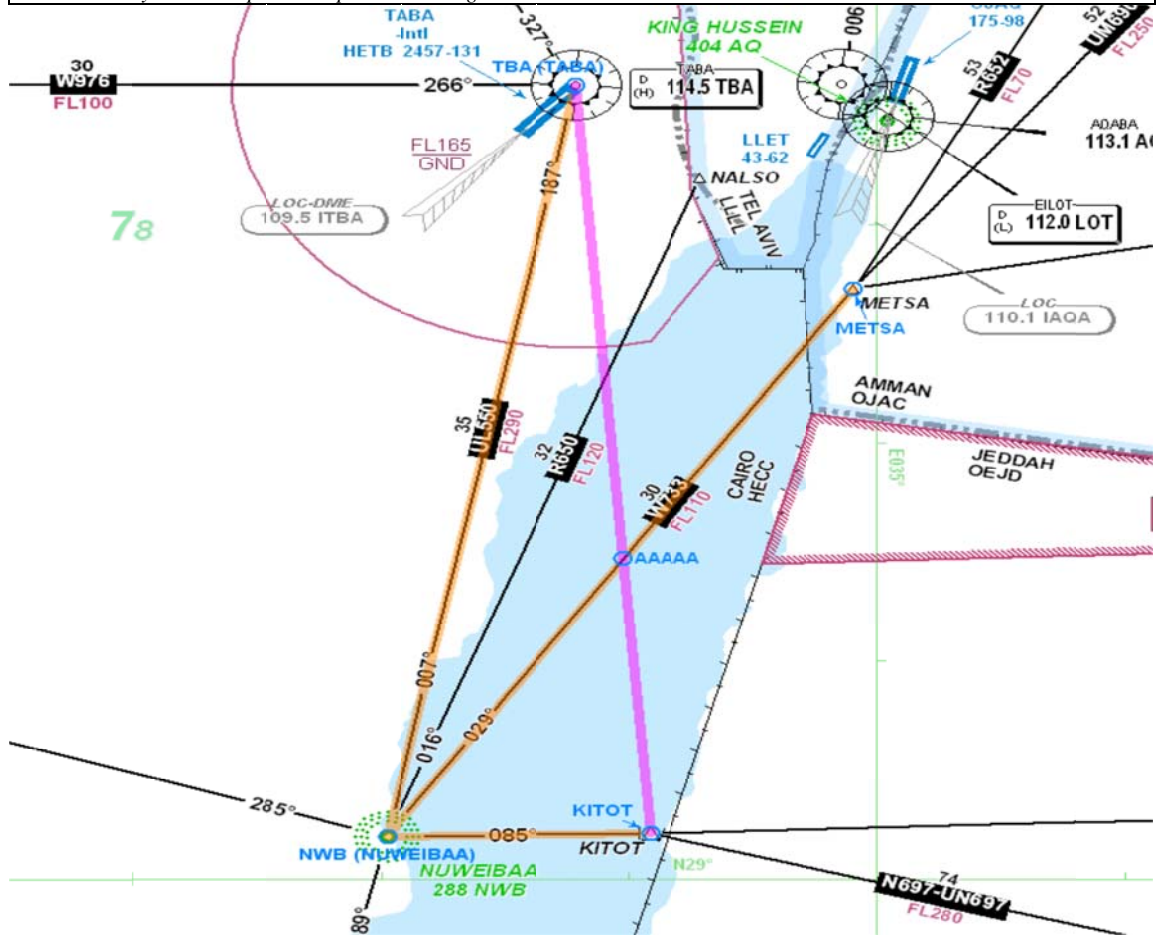 TABA
-Intl
HETB 2457-131
327°
KING HUSSEIN
404 AQ
006
175-98
52
UM690
FL250
30
W976
FL100
266°
TBA (TABA)
TABA
D
(H) 114.5 TBA
53
R652
FL70
FL165
GND
LLET
43-62
113.1
187°
NALSO
LOC-DME
109.5 ITBA
TEL AVIV
LLLL
EILOT
D
(L) 112.0 LOT
78
METSA
METSA
LOC
110.1 IAQA
AMMAN
OJAC
35
UL550
FL290
32
R650
FL120
30
W733
FL110
CAIRO
HECC
E035°
JEDDAH
OEJD
AAAAA
007°
016°
029°
285°
KITOT
085°
KITOT
NWB (NUWEIBAA)
NUWEIBAA
288 NWB
N29°
74
N697-UN697
FL280
89°